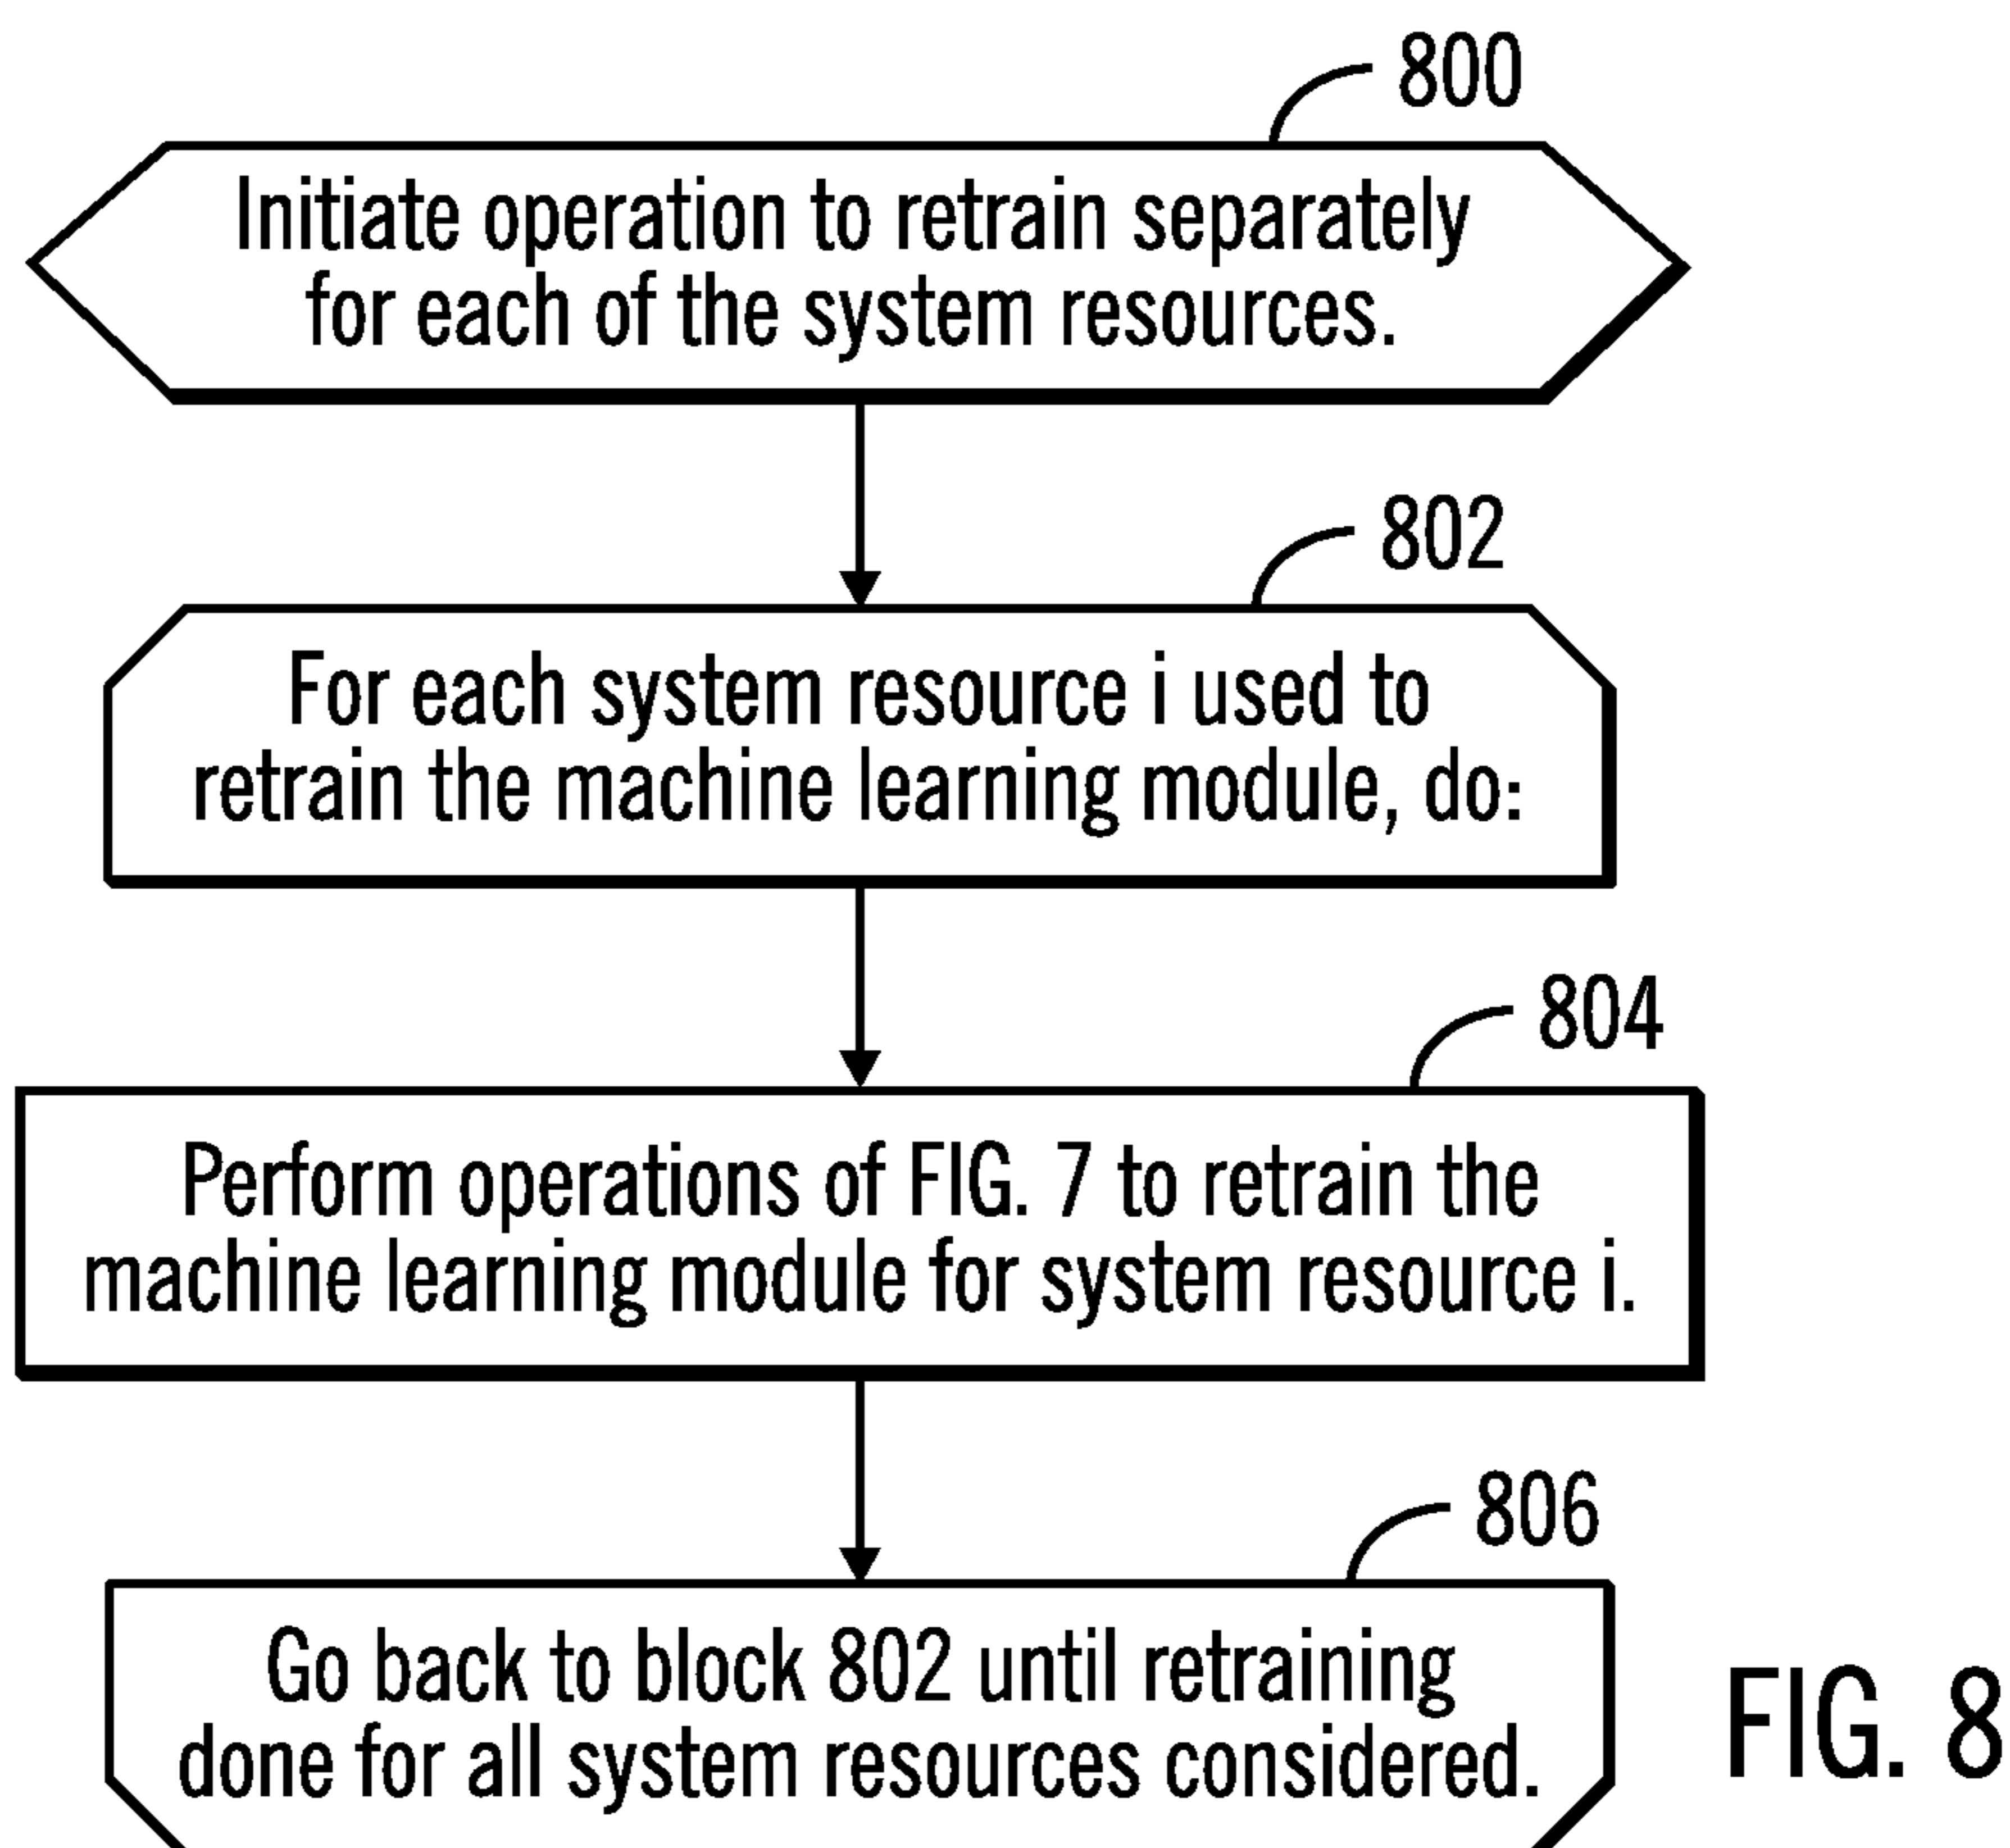 800
Initiate operation to retrain separately
for each of the system resources.
802
For each system resource i used to
retrain the machine learning module, do:
804
Perform operations of FIG. 7 to retrain the
machine learning module for system resource i.
806
Go back to block 802 until retraining
done for all system resources considered.
FIG. 8